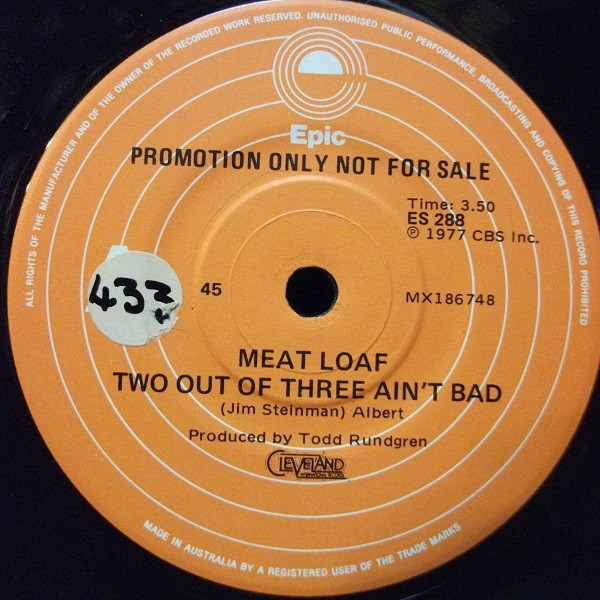 ALL RIGHTS OF THE MANUFACTURER AND OF THE OWNER OF THE RECORDED WORK RESERVED. UNAUTHORISED PUBLIC PERFORMANCE, BROADCASTING AND COPYING OF THIS RECORD PROHIBITED
Epic
PROMOTION ONLY NOT FOR SALE
Time: 3.50
ES 288
℗ 1977 CBS Inc.
433
45
MX186748
MEAT LOAF
TWO OUT OF THREE AIN'T BAD
(Jim Steinman) Albert
Produced by Todd Rundgren
CLEVELAND
MADE IN AUSTRALIA BY A REGISTERED USER OF THE TRADE MARKS